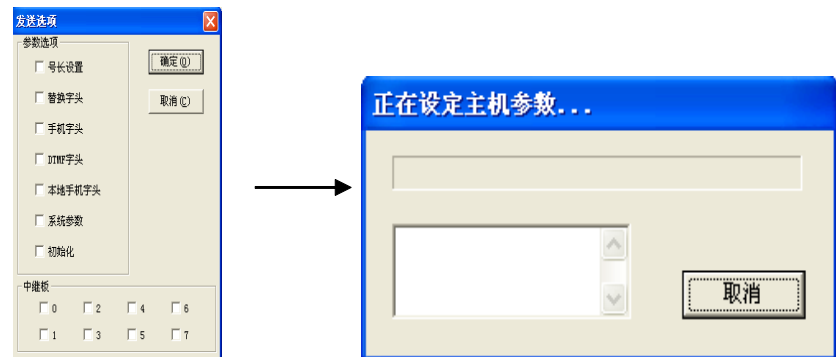 发送选项
参数选项
号长设置
确定(O)
替换字头
取消(C)
手机字头
DTMF字头
本地手机字头
系统参数
初始化
中继板
0 2 4 6
1 3 5 7
正在设定主机参数...
取消